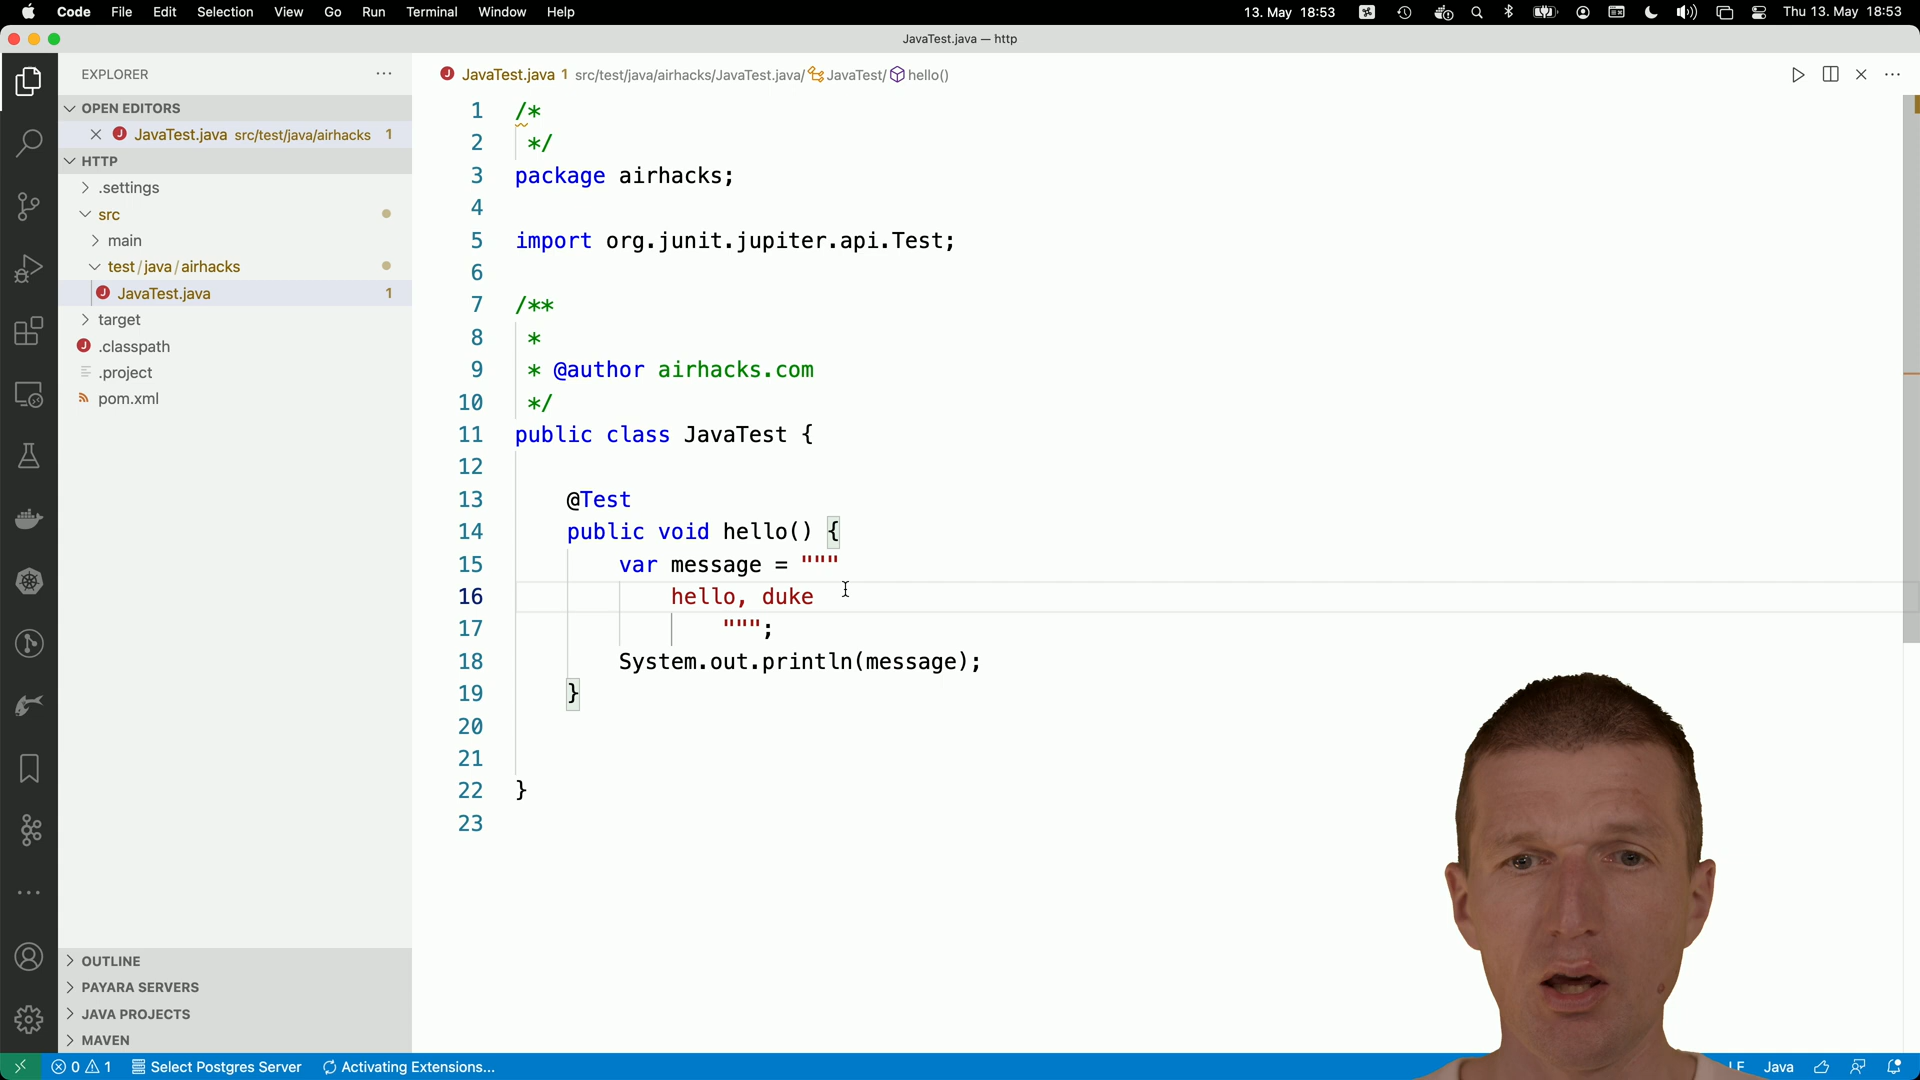 Code File Edit Selection View Go Run Terminal Window Help 13. May 18:53 Thu 13. May 18:53
JavaTest.java — http
EXPLORER
OPEN EDITORS
JavaTest.java src/test/java/airhacks 1
HTTP
.settings
src
main
test/java/airhacks
JavaTest.java 1
target
.classpath
.project
pom.xml
OUTLINE
PAYARA SERVERS
JAVA PROJECTS
MAVEN
JavaTest.java 1 src/test/java/airhacks/JavaTest.java/ JavaTest/ hello()
1 /*
2 */
3 package airhacks;
4
5 import org.junit.jupiter.api.Test;
6
7 /**
8 *
9 * @author airhacks.com
10 */
11 public class JavaTest {
12
13 @Test
14 public void hello() {
15 var message = """
16 hello, duke
17 """;
18 System.out.println(message);
19 }
20
21
22 }
23
0 1 Select Postgres Server Activating Extensions... Java